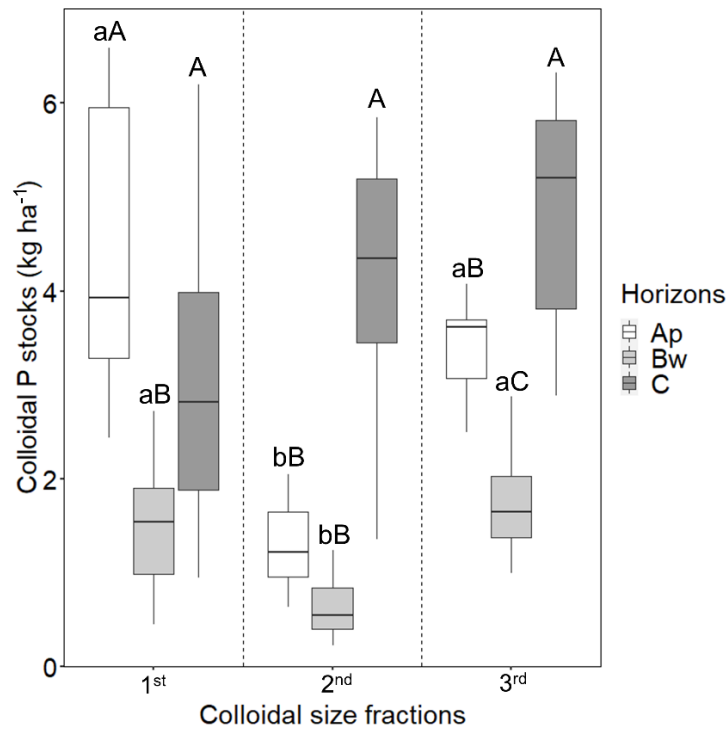 aA
A
A
A
6
Colloidal P stocks (kg ha⁻¹)
aB
Horizons
4
Ap
Bw
aB
aC
C
bB
2
bB
0
1st
2nd
3rd
Colloidal size fractions